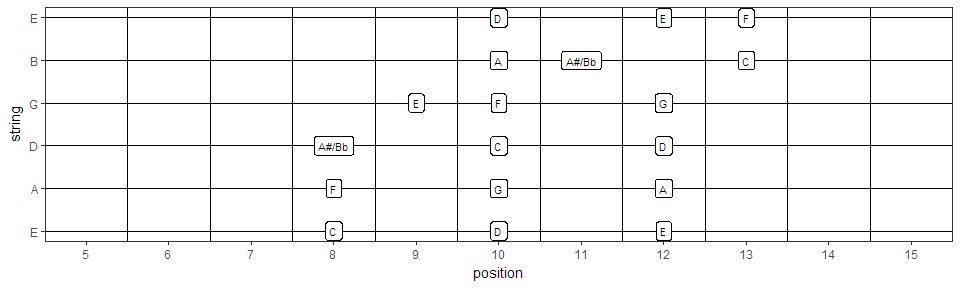 E D E F
B A A#/Bb C
G E F G
D A#/Bb C D
A F G A
E C D E
5 6 7 8 9 10 11 12 13 14 15
string
position